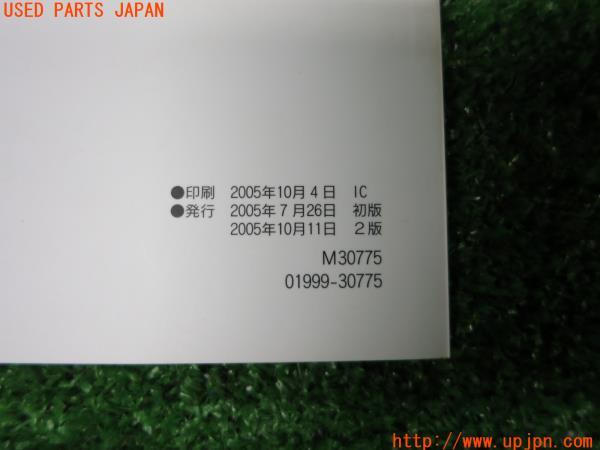 USED PARTS JAPAN
●印刷 2005年10月4日 IC
●発行 2005年7月26日 初版
2005年10月11日 2版
M30775
01999-30775
http://www.upjpn.com/